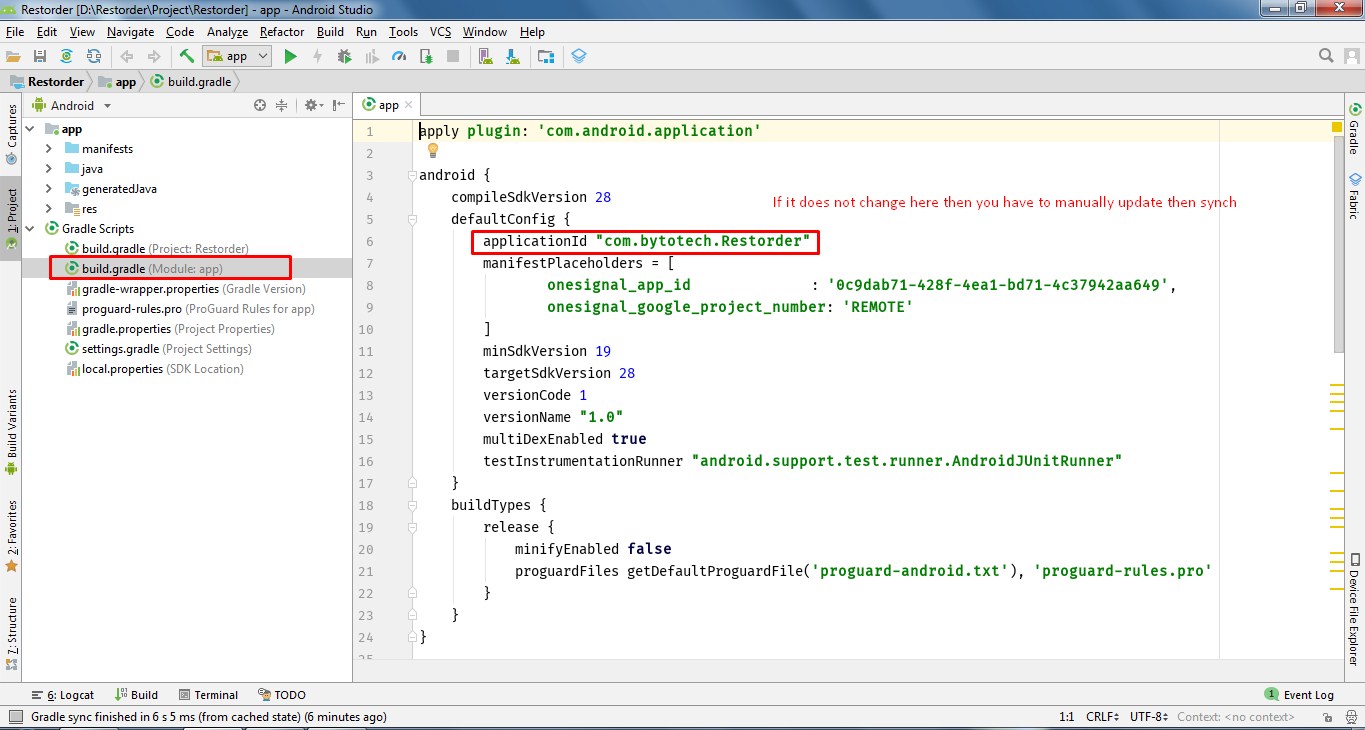 Restorder [D:\Restorder\Project\Restorder] - app - Android Studio
File Edit View Navigate Code Analyze Refactor Build Run Tools VCS Window Help
app
Restorder app build.gradle
Android
app
Captures
1: Project
Build Variants
2: Favorites
7: Structure
app
manifests
java
generatedJava
res
Gradle Scripts
build.gradle (Project: Restorder)
build.gradle (Module: app)
gradle-wrapper.properties (Gradle Version)
proguard-rules.pro (ProGuard Rules for app)
gradle.properties (Project Properties)
settings.gradle (Project Settings)
local.properties (SDK Location)
1 apply plugin: 'com.android.application'
2
3 android {
4 compileSdkVersion 28
If it does not change here then you have to manually update then synch
5 defaultConfig {
6 applicationId "com.bytotech.Restorder"
7 manifestPlaceholders = [
8 onesignal_app_id : '0c9dab71-428f-4ea1-bd71-4c37942aa649',
9 onesignal_google_project_number: 'REMOTE'
10 ]
11 minSdkVersion 19
12 targetSdkVersion 28
13 versionCode 1
14 versionName "1.0"
15 multiDexEnabled true
16 testInstrumentationRunner "android.support.test.runner.AndroidJUnitRunner"
17 }
18 buildTypes {
19 release {
20 minifyEnabled false
21 proguardFiles getDefaultProguardFile('proguard-android.txt'), 'proguard-rules.pro'
22 }
23 }
24 }
25
Gradle
Fabric
Device File Explorer
6: Logcat Build Terminal TODO 1 Event Log
Gradle sync finished in 6 s 5 ms (from cached state) (6 minutes ago) 1:1 CRLF UTF-8 Context: <no context>